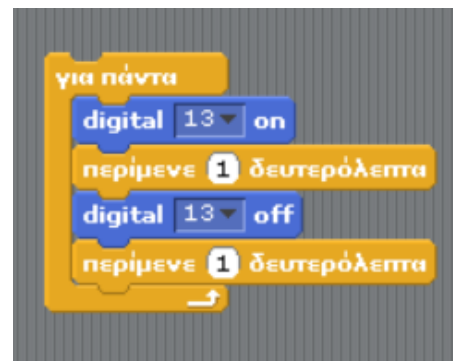 για πάντα
digital 13 on
περίμενε 1 δευτερόλεπτα
digital 13 off
περίμενε 1 δευτερόλεπτα